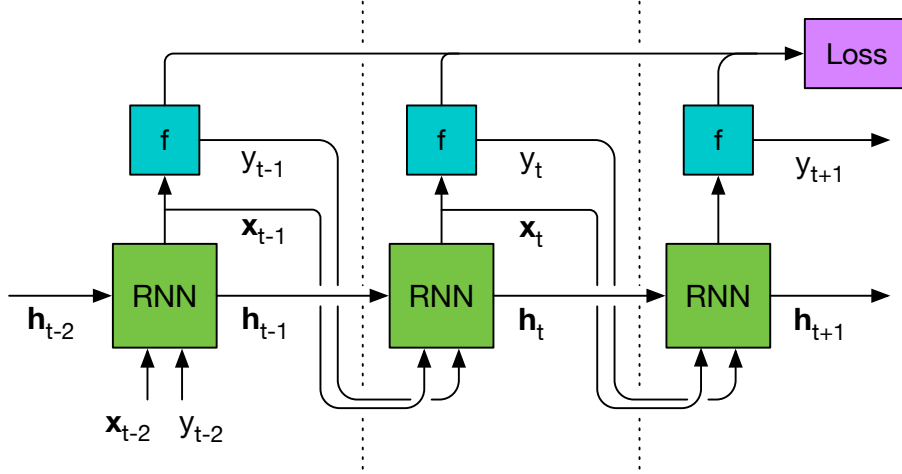 Loss
f f f
y_{t-1} y_t y_{t+1}
𝐱_{t-1} 𝐱_t
RNN RNN RNN
𝐡_{t-2} 𝐡_{t-1} 𝐡_t 𝐡_{t+1}
𝐱_{t-2} y_{t-2}